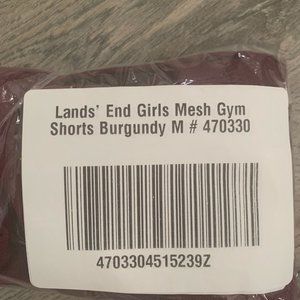 Lands' End Girls Mesh Gym
Shorts Burgundy M # 470330
4703304515239Z